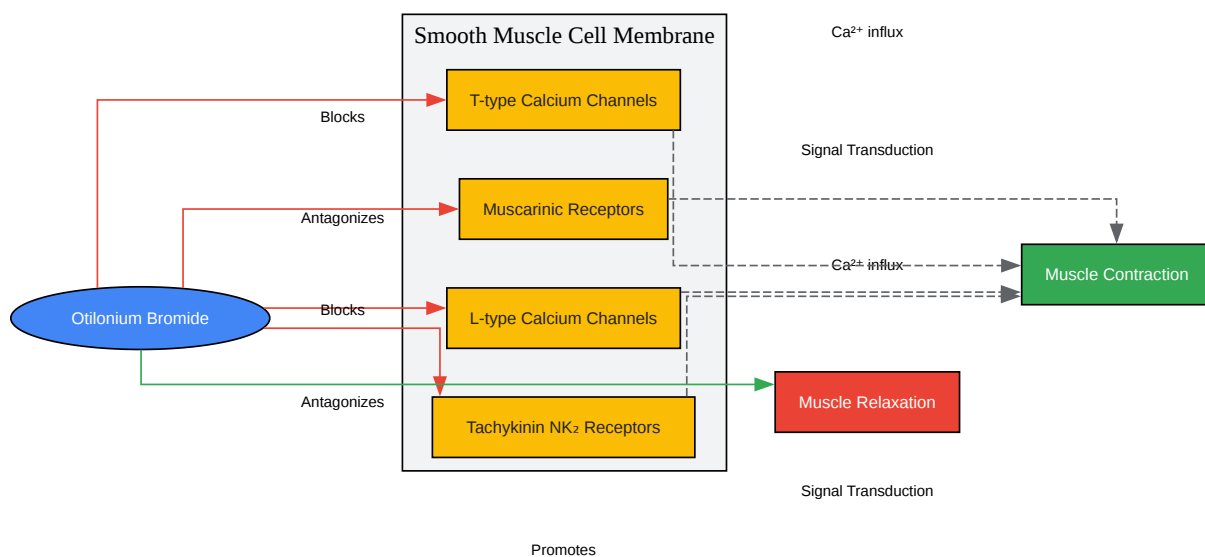 Smooth Muscle Cell Membrane
Ca²⁺ influx
T-type Calcium Channels
Blocks
Signal Transduction
Muscarinic Receptors
Antagonizes
Ca²⁺ influx
Muscle Contraction
Blocks
Otilonium Bromide
L-type Calcium Channels
Antagonizes
Muscle Relaxation
Tachykinin NK₂ Receptors
Signal Transduction
Promotes